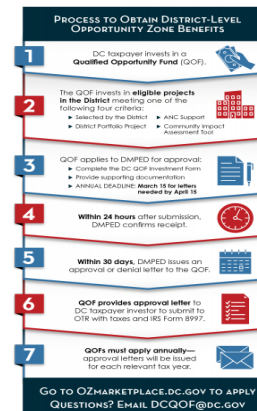 PROCESS TO OBTAIN DISTRICT-LEVEL
OPPORTUNITY ZONE BENEFITS
1
DC taxpayer invests in a
Qualified Opportunity Fund (QOF).
2
The QOF invests in eligible projects
in the District meeting one of the
following four criteria:
▸ Selected by the District ▸ ANC Support
▸ District Portfolio Project ▸ Community Impact
Assessment Tool
3
QOF applies to DMPED for approval:
▸ Complete the DC QOF Investment Form
▸ Provide supporting documentation
▸ ANNUAL DEADLINE: March 15 for letters
needed by April 15
4
Within 24 hours after submission,
DMPED confirms receipt.
5
Within 30 days, DMPED issues an
approval or denial letter to the QOF.
6
QOF provides approval letter to
DC taxpayer investor to submit to
OTR with taxes and IRS Form 8997.
7
QOFs must apply annually—
approval letters will be issued
for each relevant tax year.
GO TO OZMARKETPLACE.DC.GOV TO APPLY
QUESTIONS? EMAIL DCQOF@DC.GOV